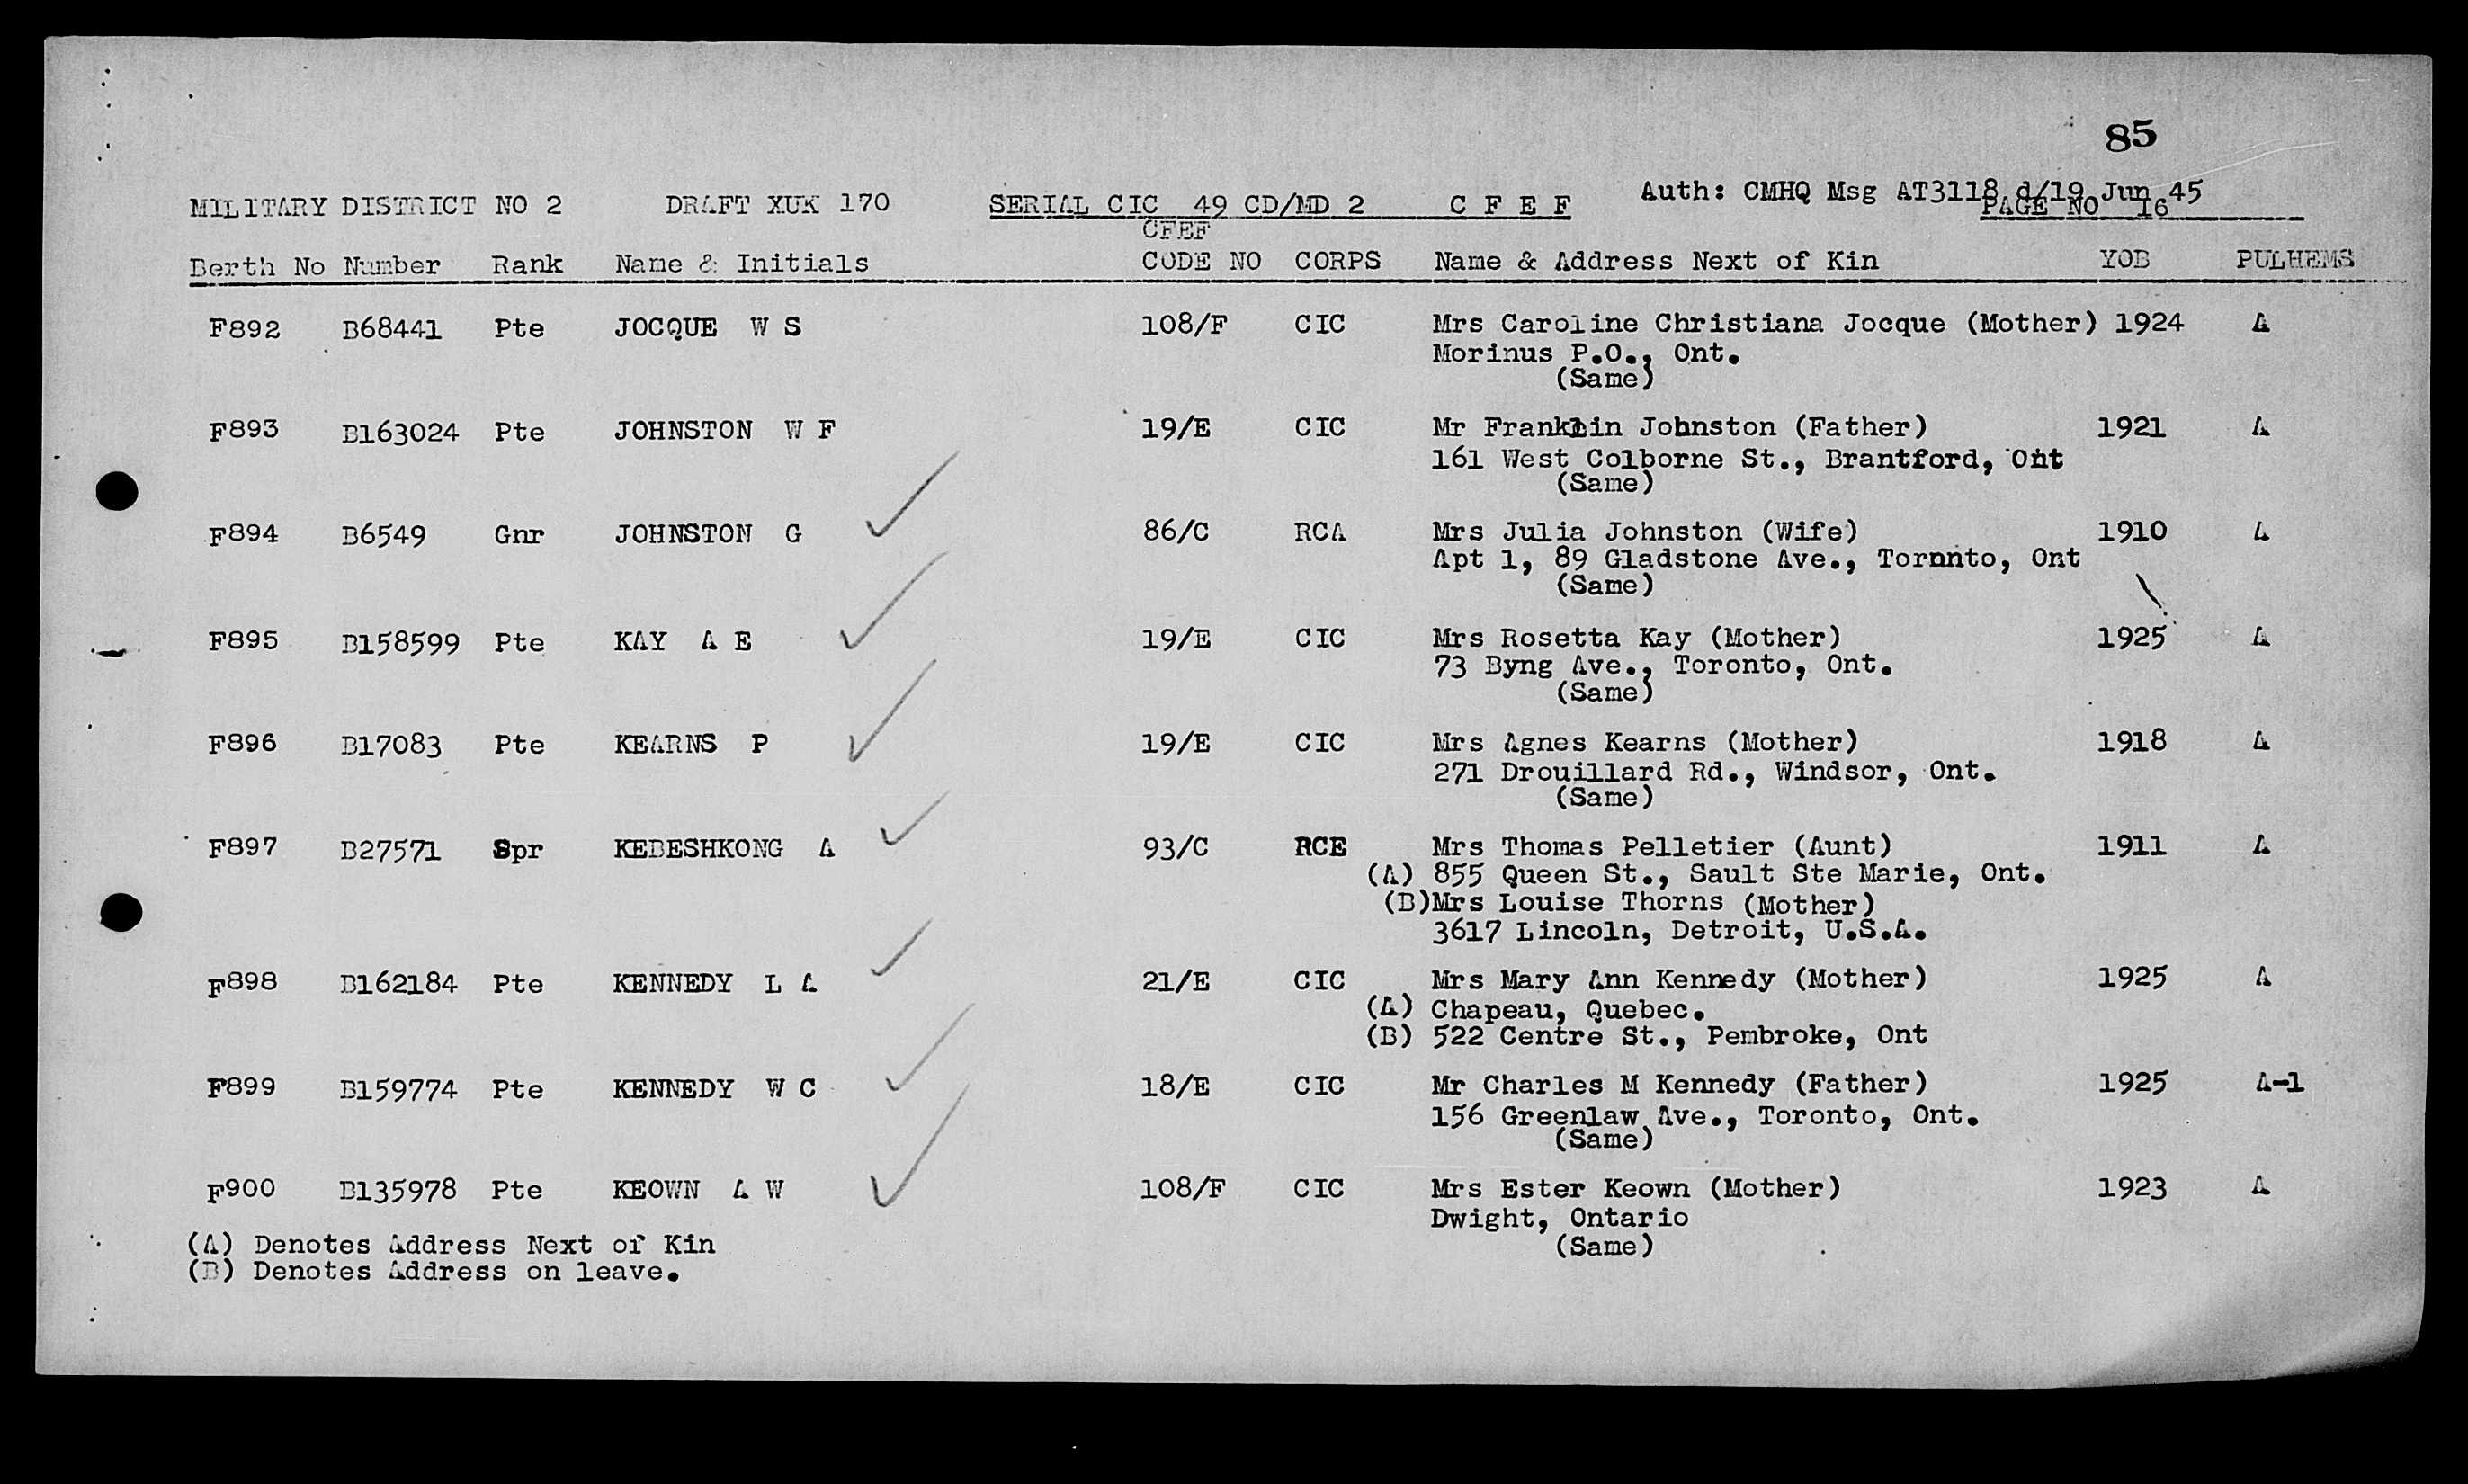 85
MILITARY DISTRICT NO 2 DRAFT XUK 170 SERIAL CIC 49 CD/MD 2 C F E F Auth: CMHQ Msg AT3118 d/19 Jun 45
PAGE NO 16
CFEF
Berth No Number Rank Name & Initials CODE NO CORPS Name & Address Next of Kin YOB PULHEMS
F892 B68441 Pte JOCQUE W S 108/F CIC Mrs Caroline Christiana Jocque (Mother) 1924 A
Morinus P.O., Ont.
(Same)
F893 B163024 Pte JOHNSTON W F 19/E CIC Mr Franklin Johnston (Father) 1921 A
161 West Colborne St., Brantford, Ont
(Same)
F894 B6549 Gnr JOHNSTON G 86/C RCA Mrs Julia Johnston (Wife) 1910 A
Apt 1, 89 Gladstone Ave., Tornnto, Ont
(Same)
F895 B158599 Pte KAY A E 19/E CIC Mrs Rosetta Kay (Mother) 1925 A
73 Byng Ave., Toronto, Ont.
(Same)
F896 B17083 Pte KEARNS P 19/E CIC Mrs Agnes Kearns (Mother) 1918 A
271 Drouillard Rd., Windsor, Ont.
(Same)
F897 B27571 Spr KEBESHKONG A 93/C RCE Mrs Thomas Pelletier (Aunt) 1911 A
(A) 855 Queen St., Sault Ste Marie, Ont.
(B)Mrs Louise Thorns (Mother)
3617 Lincoln, Detroit, U.S.A.
F898 B162184 Pte KENNEDY L A 21/E CIC Mrs Mary Ann Kennedy (Mother) 1925 A
(A) Chapeau, Quebec.
(B) 522 Centre St., Pembroke, Ont
F899 B159774 Pte KENNEDY W C 18/E CIC Mr Charles M Kennedy (Father) 1925 A-1
156 Greenlaw Ave., Toronto, Ont.
(Same)
F900 B135978 Pte KEOWN A W 108/F CIC Mrs Ester Keown (Mother) 1923 A
Dwight, Ontario
(Same)
(A) Denotes Address Next of Kin
(B) Denotes Address on leave.